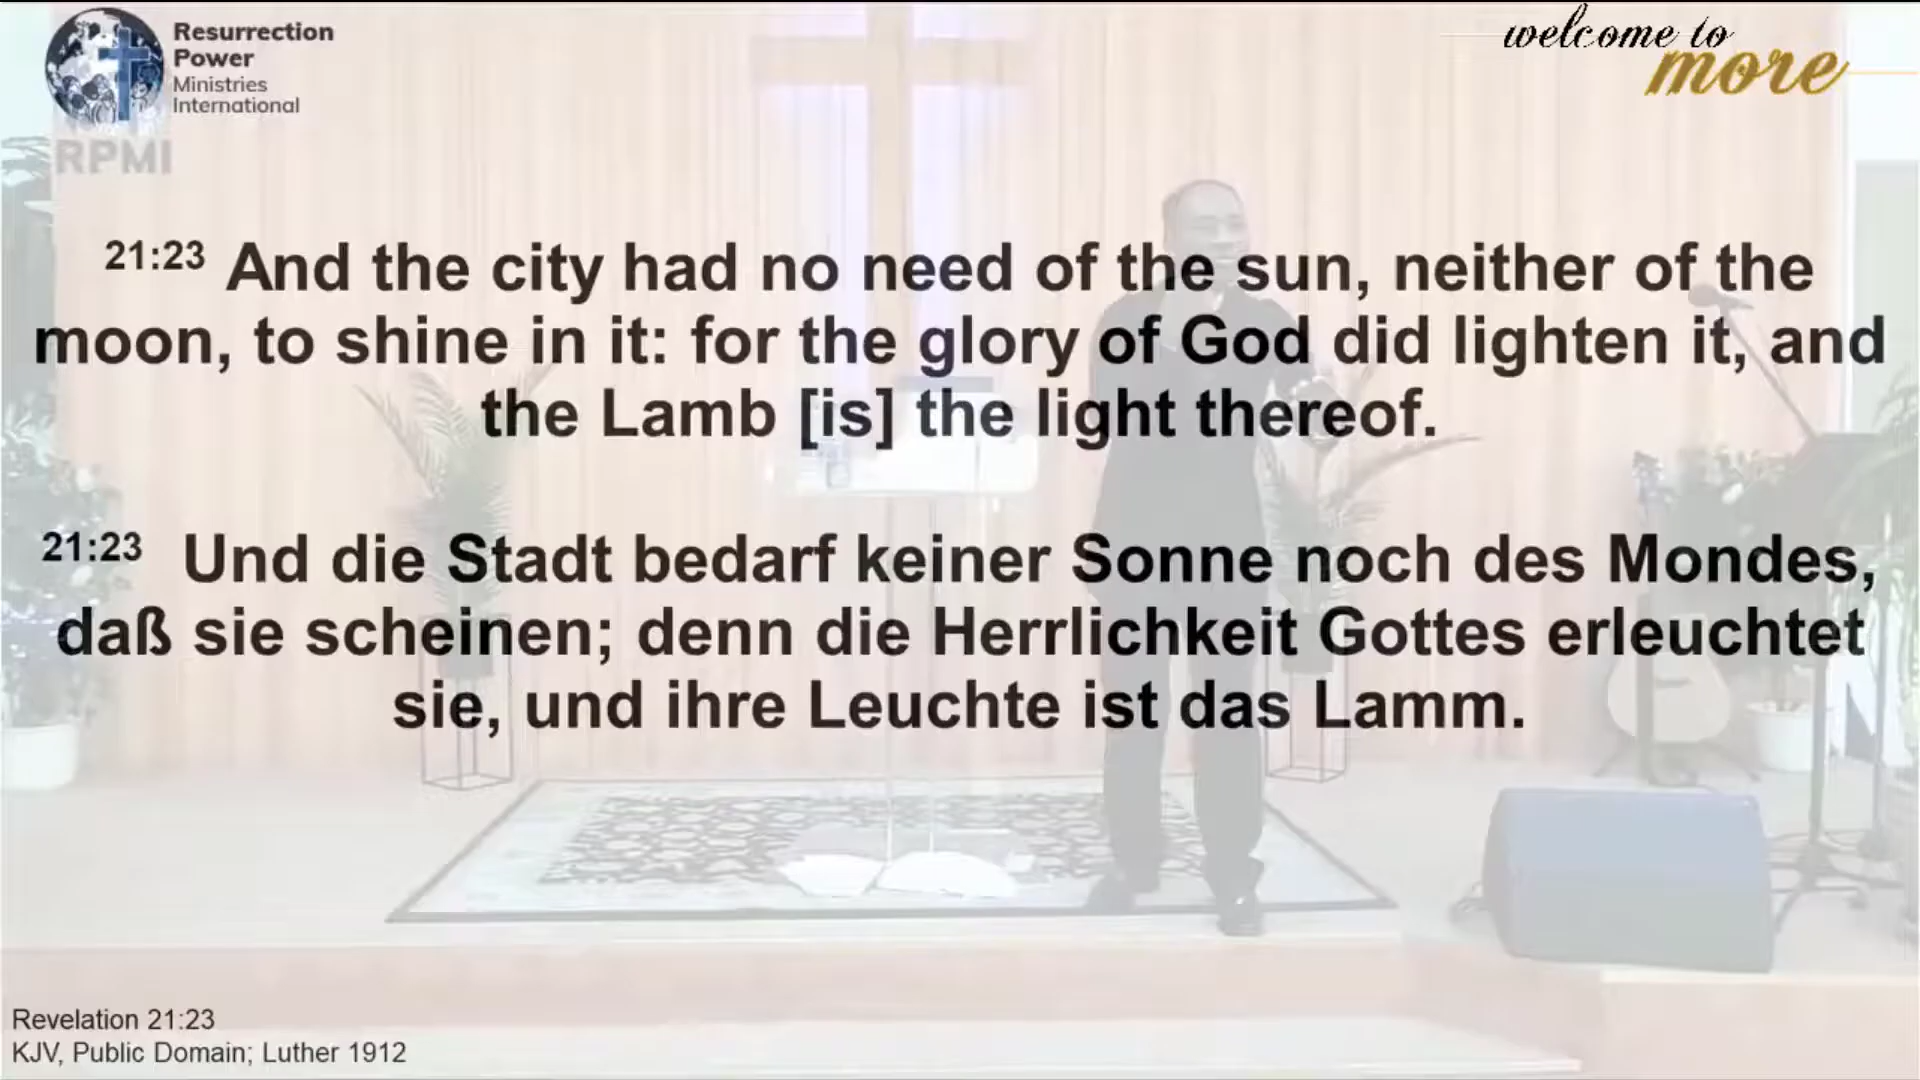 Resurrection
Power
Ministries
International
RPMI
welcome to
more
21:23 And the city had no need of the sun, neither of the
moon, to shine in it: for the glory of God did lighten it, and
the Lamb [is] the light thereof.
21:23 Und die Stadt bedarf keiner Sonne noch des Mondes,
daß sie scheinen; denn die Herrlichkeit Gottes erleuchtet
sie, und ihre Leuchte ist das Lamm.
Revelation 21:23
KJV, Public Domain; Luther 1912